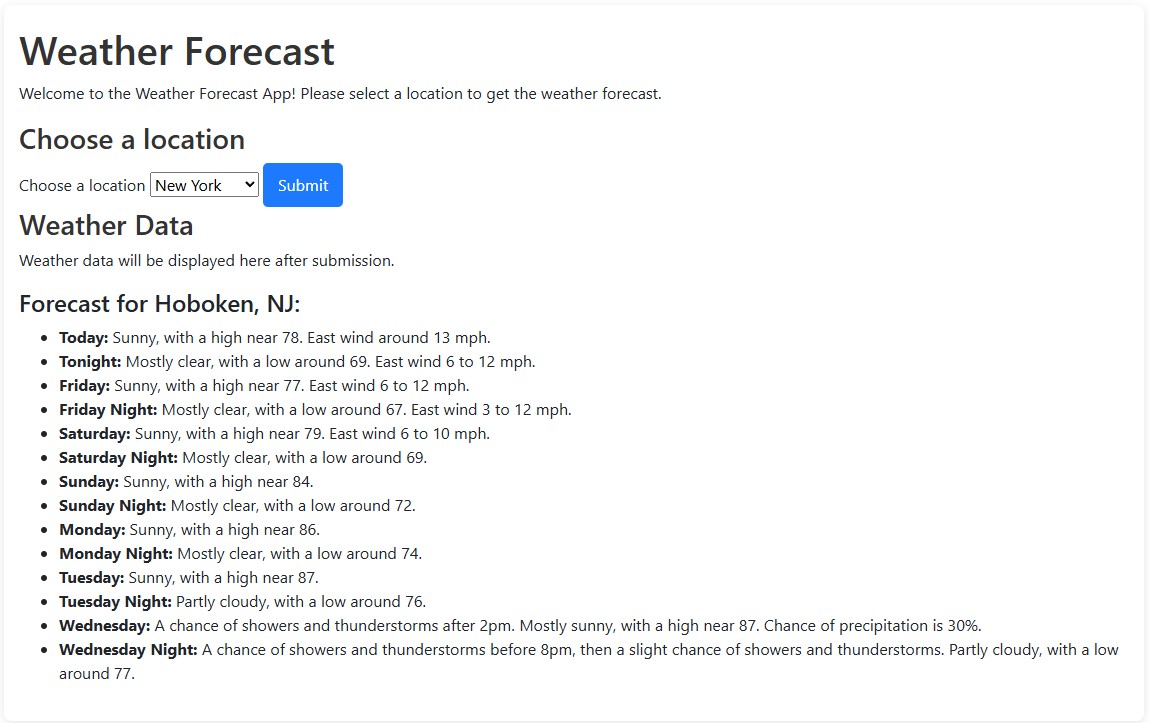 Weather Forecast
Welcome to the Weather Forecast App! Please select a location to get the weather forecast.
Choose a location
Choose a location New York Submit
Weather Data
Weather data will be displayed here after submission.
Forecast for Hoboken, NJ:
• Today: Sunny, with a high near 78. East wind around 13 mph.
• Tonight: Mostly clear, with a low around 69. East wind 6 to 12 mph.
• Friday: Sunny, with a high near 77. East wind 6 to 12 mph.
• Friday Night: Mostly clear, with a low around 67. East wind 3 to 12 mph.
• Saturday: Sunny, with a high near 79. East wind 6 to 10 mph.
• Saturday Night: Mostly clear, with a low around 69.
• Sunday: Sunny, with a high near 84.
• Sunday Night: Mostly clear, with a low around 72.
• Monday: Sunny, with a high near 86.
• Monday Night: Mostly clear, with a low around 74.
• Tuesday: Sunny, with a high near 87.
• Tuesday Night: Partly cloudy, with a low around 76.
• Wednesday: A chance of showers and thunderstorms after 2pm. Mostly sunny, with a high near 87. Chance of precipitation is 30%.
• Wednesday Night: A chance of showers and thunderstorms before 8pm, then a slight chance of showers and thunderstorms. Partly cloudy, with a low
around 77.